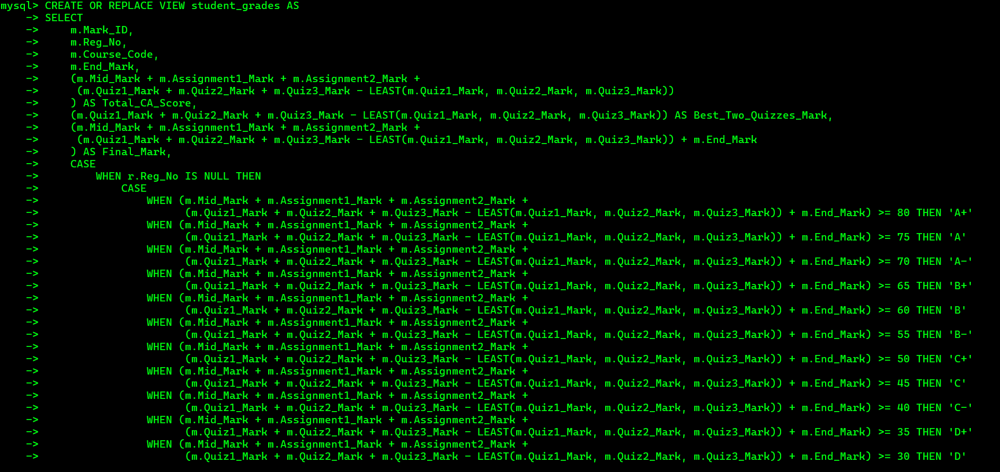 mysql> CREATE OR REPLACE VIEW student_grades AS
    -> SELECT
    ->     m.Mark_ID,
    ->     m.Reg_No,
    ->     m.Course_Code,
    ->     m.End_Mark,
    ->     (m.Mid_Mark + m.Assignment1_Mark + m.Assignment2_Mark +
    ->      (m.Quiz1_Mark + m.Quiz2_Mark + m.Quiz3_Mark - LEAST(m.Quiz1_Mark, m.Quiz2_Mark, m.Quiz3_Mark))
    ->     ) AS Total_CA_Score,
    ->     (m.Quiz1_Mark + m.Quiz2_Mark + m.Quiz3_Mark - LEAST(m.Quiz1_Mark, m.Quiz2_Mark, m.Quiz3_Mark)) AS Best_Two_Quizzes_Mark,
    ->     (m.Mid_Mark + m.Assignment1_Mark + m.Assignment2_Mark +
    ->      (m.Quiz1_Mark + m.Quiz2_Mark + m.Quiz3_Mark - LEAST(m.Quiz1_Mark, m.Quiz2_Mark, m.Quiz3_Mark)) + m.End_Mark
    ->     ) AS Final_Mark,
    ->     CASE
    ->         WHEN r.Reg_No IS NULL THEN
    ->             CASE
    ->                 WHEN (m.Mid_Mark + m.Assignment1_Mark + m.Assignment2_Mark +
    ->                       (m.Quiz1_Mark + m.Quiz2_Mark + m.Quiz3_Mark - LEAST(m.Quiz1_Mark, m.Quiz2_Mark, m.Quiz3_Mark)) + m.End_Mark) >= 80 THEN 'A+'
    ->                 WHEN (m.Mid_Mark + m.Assignment1_Mark + m.Assignment2_Mark +
    ->                       (m.Quiz1_Mark + m.Quiz2_Mark + m.Quiz3_Mark - LEAST(m.Quiz1_Mark, m.Quiz2_Mark, m.Quiz3_Mark)) + m.End_Mark) >= 75 THEN 'A'
    ->                 WHEN (m.Mid_Mark + m.Assignment1_Mark + m.Assignment2_Mark +
    ->                       (m.Quiz1_Mark + m.Quiz2_Mark + m.Quiz3_Mark - LEAST(m.Quiz1_Mark, m.Quiz2_Mark, m.Quiz3_Mark)) + m.End_Mark) >= 70 THEN 'A-'
    ->                 WHEN (m.Mid_Mark + m.Assignment1_Mark + m.Assignment2_Mark +
    ->                       (m.Quiz1_Mark + m.Quiz2_Mark + m.Quiz3_Mark - LEAST(m.Quiz1_Mark, m.Quiz2_Mark, m.Quiz3_Mark)) + m.End_Mark) >= 65 THEN 'B+'
    ->                 WHEN (m.Mid_Mark + m.Assignment1_Mark + m.Assignment2_Mark +
    ->                       (m.Quiz1_Mark + m.Quiz2_Mark + m.Quiz3_Mark - LEAST(m.Quiz1_Mark, m.Quiz2_Mark, m.Quiz3_Mark)) + m.End_Mark) >= 60 THEN 'B'
    ->                 WHEN (m.Mid_Mark + m.Assignment1_Mark + m.Assignment2_Mark +
    ->                       (m.Quiz1_Mark + m.Quiz2_Mark + m.Quiz3_Mark - LEAST(m.Quiz1_Mark, m.Quiz2_Mark, m.Quiz3_Mark)) + m.End_Mark) >= 55 THEN 'B-'
    ->                 WHEN (m.Mid_Mark + m.Assignment1_Mark + m.Assignment2_Mark +
    ->                       (m.Quiz1_Mark + m.Quiz2_Mark + m.Quiz3_Mark - LEAST(m.Quiz1_Mark, m.Quiz2_Mark, m.Quiz3_Mark)) + m.End_Mark) >= 50 THEN 'C+'
    ->                 WHEN (m.Mid_Mark + m.Assignment1_Mark + m.Assignment2_Mark +
    ->                       (m.Quiz1_Mark + m.Quiz2_Mark + m.Quiz3_Mark - LEAST(m.Quiz1_Mark, m.Quiz2_Mark, m.Quiz3_Mark)) + m.End_Mark) >= 45 THEN 'C'
    ->                 WHEN (m.Mid_Mark + m.Assignment1_Mark + m.Assignment2_Mark +
    ->                       (m.Quiz1_Mark + m.Quiz2_Mark + m.Quiz3_Mark - LEAST(m.Quiz1_Mark, m.Quiz2_Mark, m.Quiz3_Mark)) + m.End_Mark) >= 40 THEN 'C-'
    ->                 WHEN (m.Mid_Mark + m.Assignment1_Mark + m.Assignment2_Mark +
    ->                       (m.Quiz1_Mark + m.Quiz2_Mark + m.Quiz3_Mark - LEAST(m.Quiz1_Mark, m.Quiz2_Mark, m.Quiz3_Mark)) + m.End_Mark) >= 35 THEN 'D+'
    ->                 WHEN (m.Mid_Mark + m.Assignment1_Mark + m.Assignment2_Mark +
    ->                       (m.Quiz1_Mark + m.Quiz2_Mark + m.Quiz3_Mark - LEAST(m.Quiz1_Mark, m.Quiz2_Mark, m.Quiz3_Mark)) + m.End_Mark) >= 30 THEN 'D'